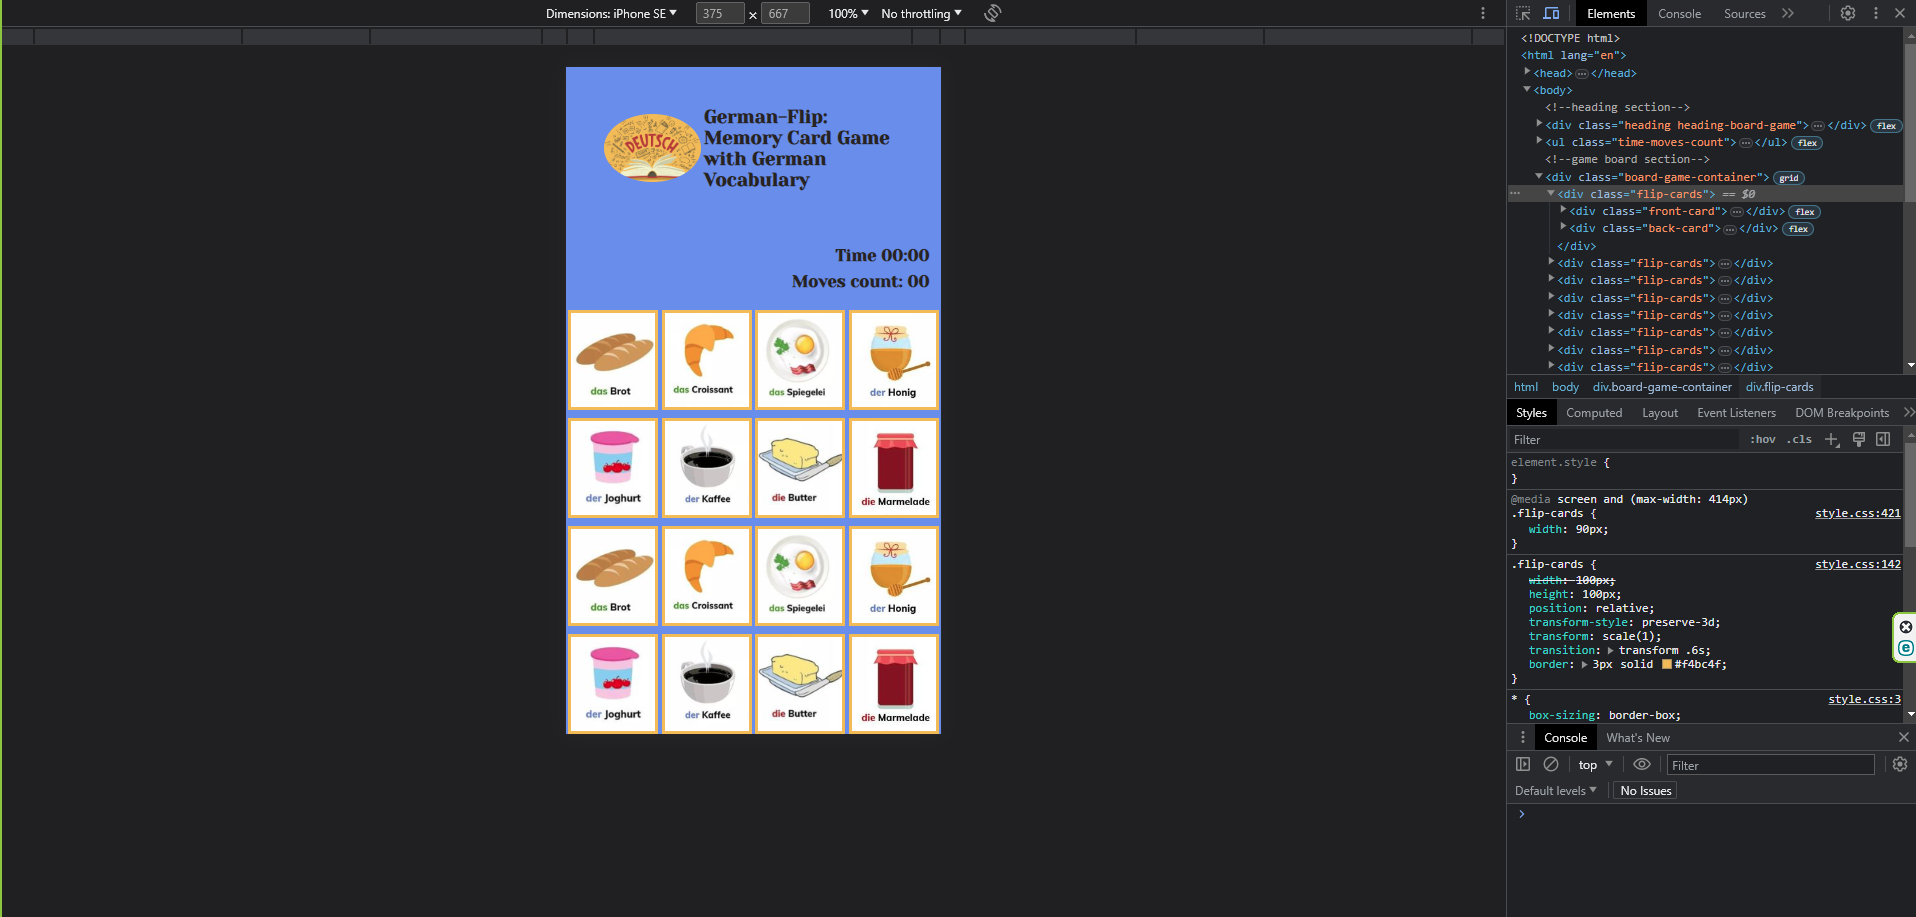 Dimensions: iPhone SE 375 x 667 100% No throttling
Elements Console Sources
DEUTSCH
German-Flip:
Memory Card Game
with German
Vocabulary
Time 00:00
Moves count: 00
das Brot das Croissant das Spiegelei der Honig
der Joghurt der Kaffee die Butter die Marmelade
das Brot das Croissant das Spiegelei der Honig
der Joghurt der Kaffee die Butter die Marmelade
<!DOCTYPE html>
<html lang="en">
<head> ··· </head>
<body>
<!--heading section-->
<div class="heading heading-board-game"> ··· </div> flex
<ul class="time-moves-count"> ··· </ul> flex
<!--game board section-->
<div class="board-game-container"> grid
··· <div class="flip-cards"> == $0
<div class="front-card"> ··· </div> flex
<div class="back-card"> ··· </div> flex
</div>
<div class="flip-cards"> ··· </div>
<div class="flip-cards"> ··· </div>
<div class="flip-cards"> ··· </div>
<div class="flip-cards"> ··· </div>
<div class="flip-cards"> ··· </div>
<div class="flip-cards"> ··· </div>
<div class="flip-cards"> ··· </div>
html body div.board-game-container div.flip-cards
Styles Computed Layout Event Listeners DOM Breakpoints
Filter :hov .cls
element.style {
}
@media screen and (max-width: 414px)
.flip-cards { style.css:421
width: 90px;
}
.flip-cards { style.css:142
width: 100px;
height: 100px;
position: relative;
transform-style: preserve-3d;
transform: scale(1);
transition: transform .6s;
border: 3px solid #f4bc4f;
}
* { style.css:3
box-sizing: border-box;
Console What's New
top Filter
Default levels No Issues